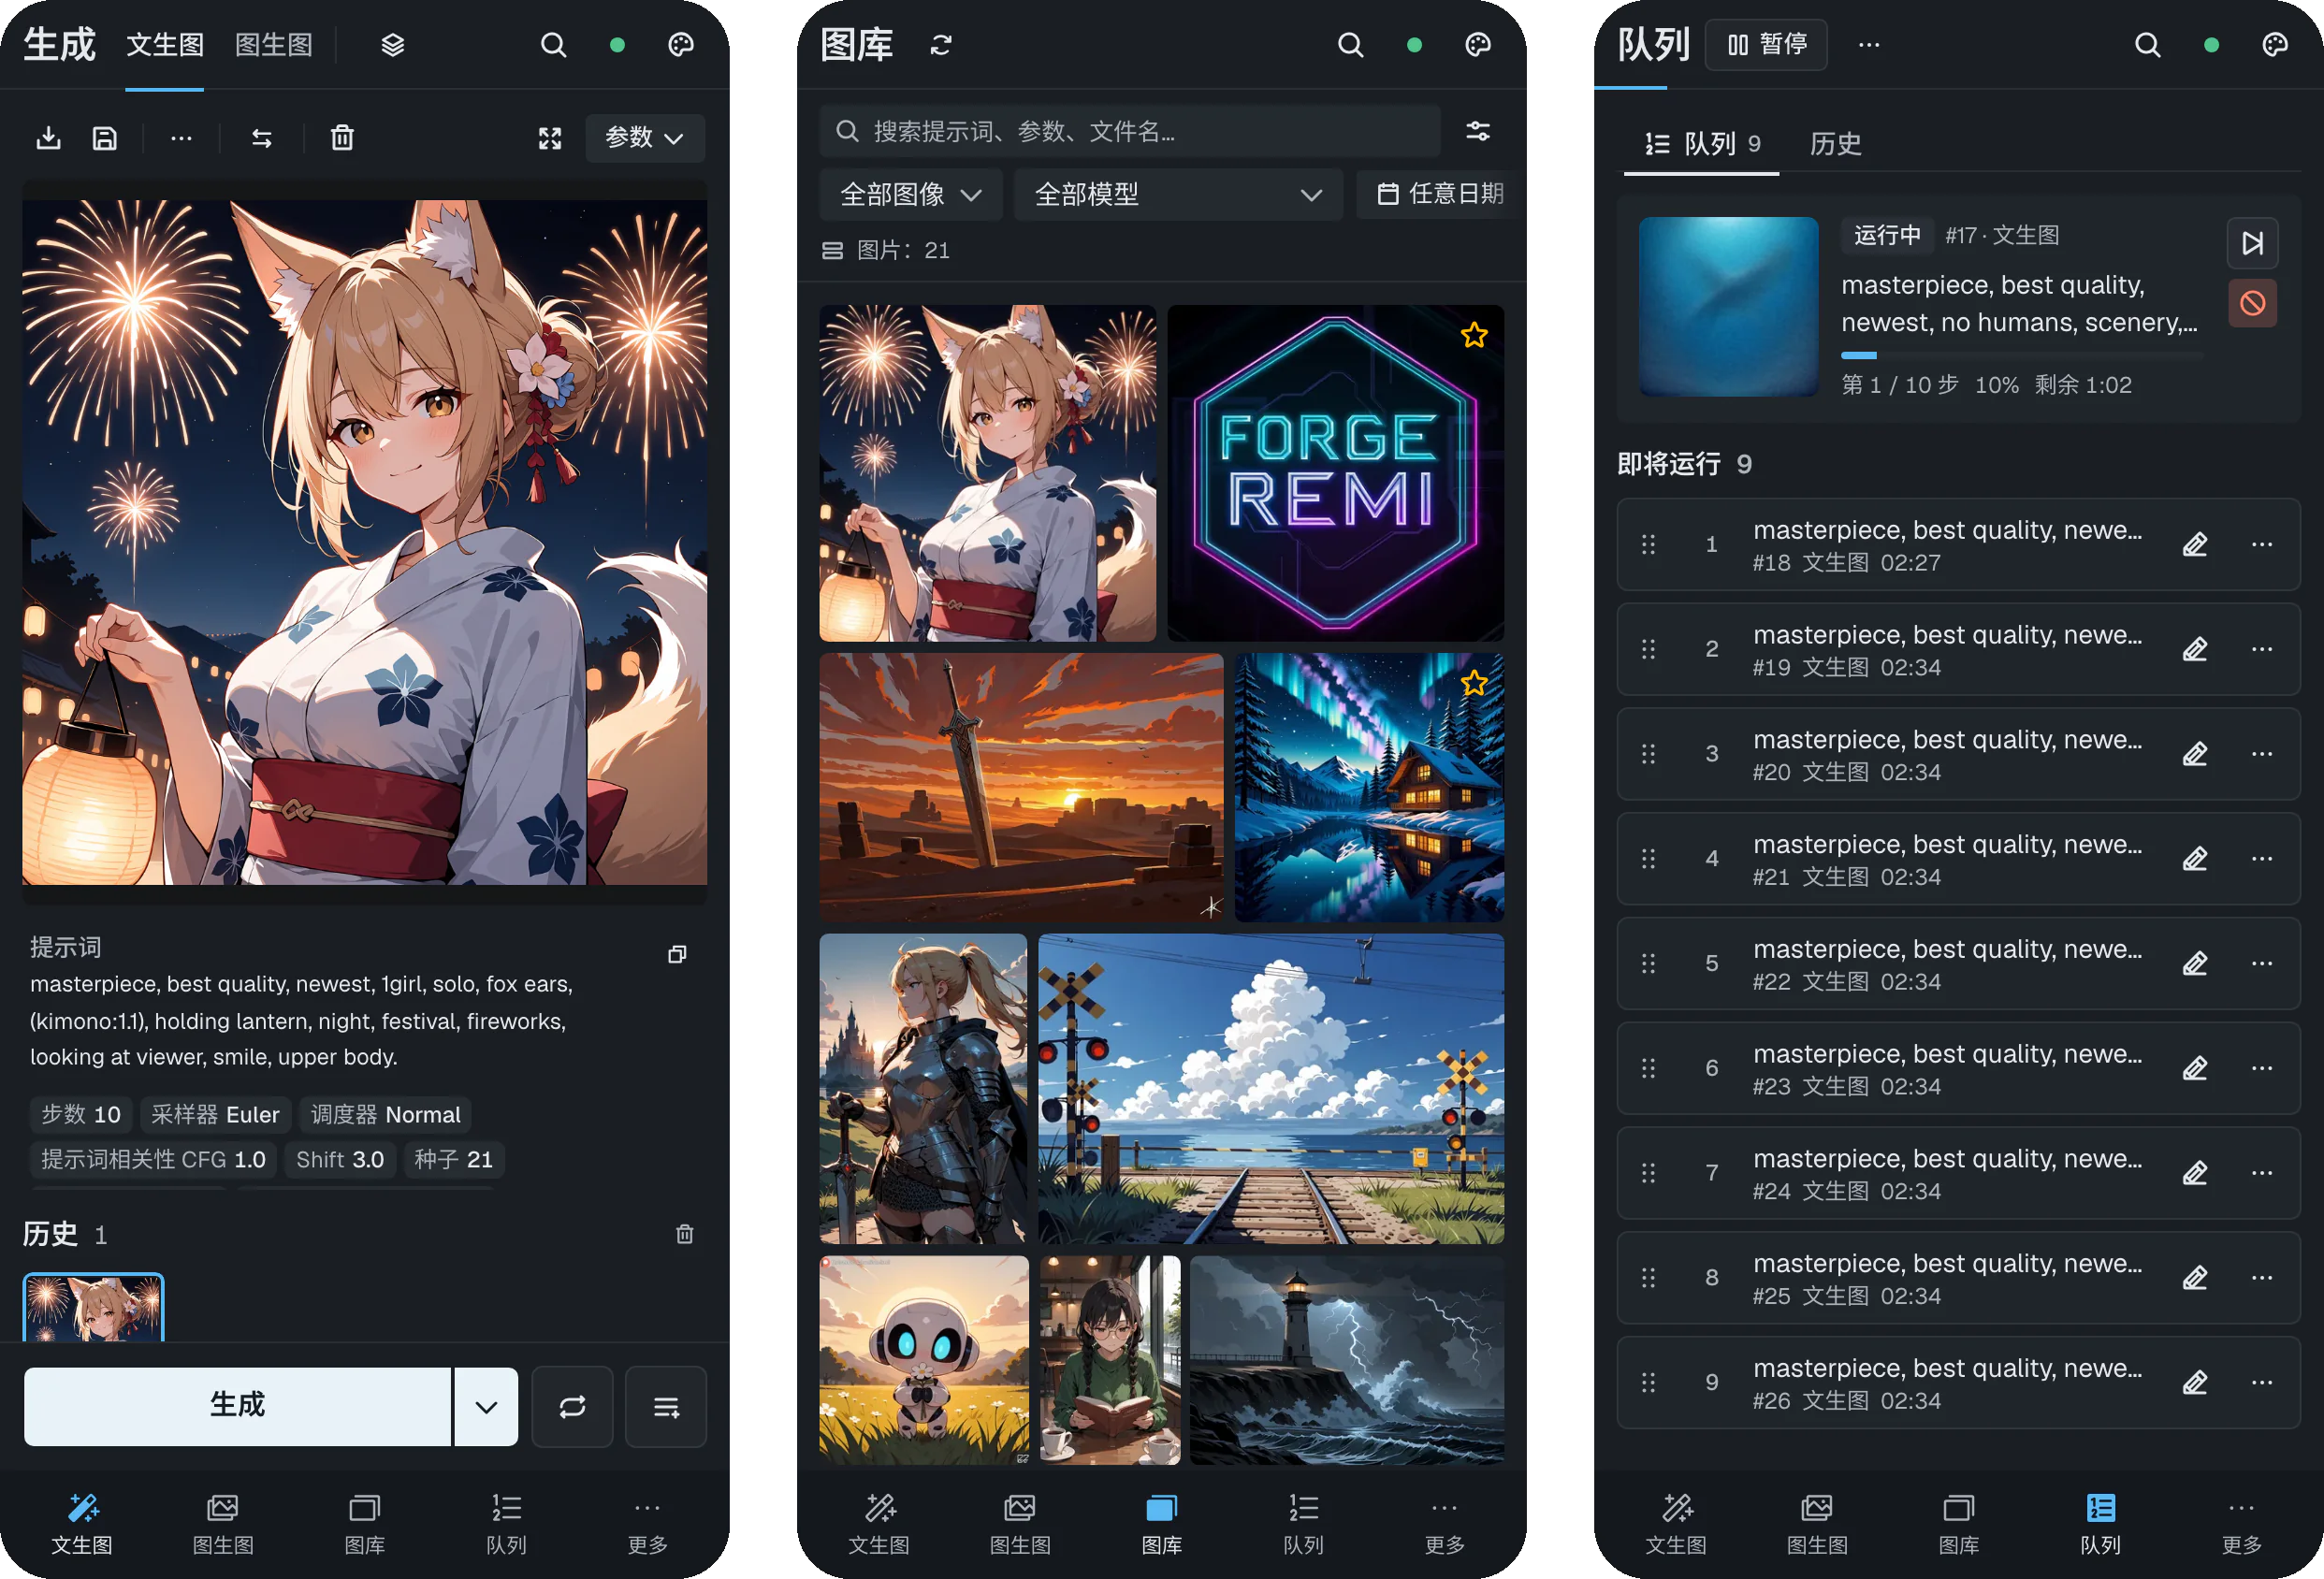 生成 文生图 图生图
参数
提示词
masterpiece, best quality, newest, 1girl, solo, fox ears,
(kimono:1.1), holding lantern, night, festival, fireworks,
looking at viewer, smile, upper body.
步数 10 采样器 Euler 调度器 Normal
提示词相关性 CFG 1.0 Shift 3.0 种子 21
历史 1
生成
文生图 图生图 图库 队列 更多
图库
搜索提示词、参数、文件名...
全部图像 全部模型 任意日期
图片：21
FORGE
REMI
文生图 图生图 图库 队列 更多
队列 暂停
队列 9 历史
运行中 #17 · 文生图
masterpiece, best quality,
newest, no humans, scenery,...
第 1 / 10 步 10% 剩余 1:02
即将运行 9
1 masterpiece, best quality, newe...
#18 文生图 02:27
2 masterpiece, best quality, newe...
#19 文生图 02:34
3 masterpiece, best quality, newe...
#20 文生图 02:34
4 masterpiece, best quality, newe...
#21 文生图 02:34
5 masterpiece, best quality, newe...
#22 文生图 02:34
6 masterpiece, best quality, newe...
#23 文生图 02:34
7 masterpiece, best quality, newe...
#24 文生图 02:34
8 masterpiece, best quality, newe...
#25 文生图 02:34
9 masterpiece, best quality, newe...
#26 文生图 02:34
文生图 图生图 图库 队列 更多